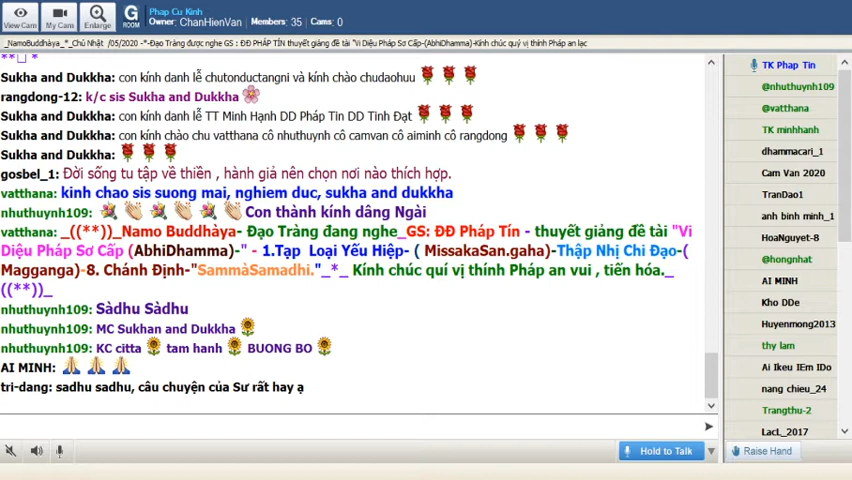 Phap Cu Kinh
Owner: ChanHienVan Members: 35 Cams: 0
View Cam My Cam Enlarge G ROOM
_NamoBuddhàya_*_Chủ Nhật /05/2020 -*-Đạo Tràng được nghe GS : ĐĐ PHÁP TÍN thuyết giảng đề tài "Vi Diệu Pháp Sơ Cấp-(AbhiDhamma)-Kính chúc quý vị thính Pháp an lạc
Sukha and Dukkha: con kính danh lễ chutonductangni và kính chào chudaohuu
rangdong-12: k/c sis Sukha and Dukkha
Sukha and Dukkha: con kính danh lễ TT Minh Hạnh DD Pháp Tin DD Tinh Đạt
Sukha and Dukkha: con kính chào chu vatthana cô nhuthuynh cô camvan cô aiminh cô rangdong
Sukha and Dukkha:
gosbel_1: Đời sống tu tập về thiền , hành giả nên chọn nơi nào thích hợp.
vatthana: kinh chao sis suong mai, nghiem duc, sukha and dukkha
nhuthuynh109: Con thành kính dâng Ngài
vatthana: _((**))_Namo Buddhàya- Đạo Tràng đang nghe_GS: ĐĐ Pháp Tín - thuyết giảng đề tài "Vi
Diệu Pháp Sơ Cấp (AbhiDhamma)-" - 1.Tạp Loại Yếu Hiệp- ( MissakaSan.gaha)-Thập Nhị Chi Đạo-(
Magganga)-8. Chánh Định-"SammàSamadhi."_*_ Kính chúc quí vị thính Pháp an vui , tiến hóa._
((**))_
nhuthuynh109: Sàdhu Sàdhu
nhuthuynh109: MC Sukhan and Dukkha
nhuthuynh109: KC citta tam hanh BUONG BO
AI MINH:
tri-dang: sadhu sadhu, câu chuyện của Sư rất hay ạ
Hold to Talk
TK Phap Tin
@nhuthuynh109
@vatthana
TK minhhanh
dhammacari_1
Cam Van 2020
TranDao1
anh binh minh_1
HoaNguyet-8
@hongnhat
AI MINH
Kho DDe
Huyenmong2013
thy lam
Ai Ikeu IEm IDo
nang chieu_24
Trangthu-2
LacL_2017
Raise Hand